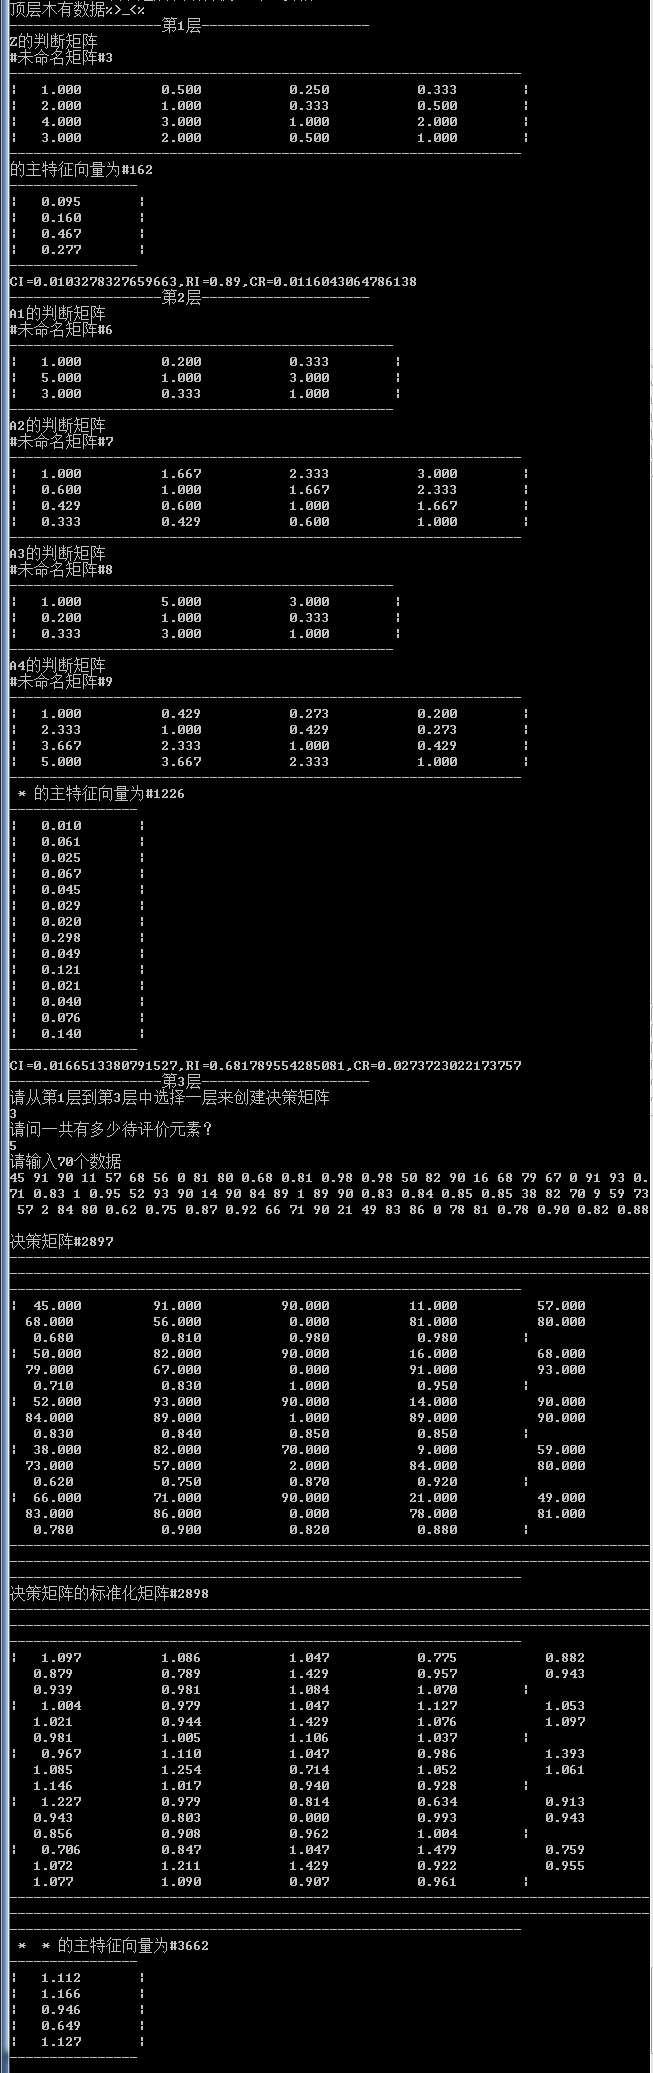 顶层木有数据%>_<%
-------------------第1层---------------------
Z的判断矩阵
#未命名矩阵#3
----------------------------------------------------------------
¦   1.000          0.500          0.250          0.333        ¦
¦   2.000          1.000          0.333          0.500        ¦
¦   4.000          3.000          1.000          2.000        ¦
¦   3.000          2.000          0.500          1.000        ¦
----------------------------------------------------------------
的主特征向量为#162
----------------
¦   0.095       ¦
¦   0.160       ¦
¦   0.467       ¦
¦   0.277       ¦
----------------
CI=0.0103278327659663,RI=0.89,CR=0.0116043064786138
-------------------第2层---------------------
A1的判断矩阵
#未命名矩阵#6
------------------------------------------------
¦   1.000          0.200          0.333          ¦
¦   5.000          1.000          3.000          ¦
¦   3.000          0.333          1.000          ¦
------------------------------------------------
A2的判断矩阵
#未命名矩阵#7
----------------------------------------------------------------
¦   1.000          1.667          2.333          3.000        ¦
¦   0.600          1.000          1.667          2.333        ¦
¦   0.429          0.600          1.000          1.667        ¦
¦   0.333          0.429          0.600          1.000        ¦
----------------------------------------------------------------
A3的判断矩阵
#未命名矩阵#8
------------------------------------------------
¦   1.000          5.000          3.000          ¦
¦   0.200          1.000          0.333          ¦
¦   0.333          3.000          1.000          ¦
------------------------------------------------
A4的判断矩阵
#未命名矩阵#9
----------------------------------------------------------------
¦   1.000          0.429          0.273          0.200        ¦
¦   2.333          1.000          0.429          0.273        ¦
¦   3.667          2.333          1.000          0.429        ¦
¦   5.000          3.667          2.333          1.000        ¦
----------------------------------------------------------------
 * 的主特征向量为#1226
----------------
¦   0.010       ¦
¦   0.061       ¦
¦   0.025       ¦
¦   0.067       ¦
¦   0.045       ¦
¦   0.029       ¦
¦   0.020       ¦
¦   0.298       ¦
¦   0.049       ¦
¦   0.121       ¦
¦   0.021       ¦
¦   0.040       ¦
¦   0.076       ¦
¦   0.140       ¦
----------------
CI=0.0166513380791527,RI=0.681789554285081,CR=0.0273723022173757
-------------------第3层---------------------
请从第1层到第3层中选择一层来创建决策矩阵
3
请问一共有多少待评价元素？
5
请输入70个数据
45 91 90 11 57 68 56 0 81 80 0.68 0.81 0.98 0.98 50 82 90 16 68 79 67 0 91 93 0.
71 0.83 1 0.95 52 93 90 14 90 84 89 1 89 90 0.83 0.84 0.85 0.85 38 82 70 9 59 73
 57 2 84 80 0.62 0.75 0.87 0.92 66 71 90 21 49 83 86 0 78 81 0.78 0.90 0.82 0.88
决策矩阵#2897
--------------------------------------------------------------------------------
--------------------------------------------------------------------------------
----------------------------------------------------------------
¦  45.000         91.000         90.000         11.000         57.000
  68.000         56.000         0.000          81.000         80.000
   0.680          0.810          0.980          0.980        ¦
¦  50.000         82.000         90.000         16.000         68.000
  79.000         67.000         0.000          91.000         93.000
   0.710          0.830          1.000          0.950        ¦
¦  52.000         93.000         90.000         14.000         90.000
  84.000         89.000         1.000          89.000         90.000
   0.830          0.840          0.850          0.850        ¦
¦  38.000         82.000         70.000         9.000          59.000
  73.000         57.000         2.000          84.000         80.000
   0.620          0.750          0.870          0.920        ¦
¦  66.000         71.000         90.000         21.000         49.000
  83.000         86.000         0.000          78.000         81.000
   0.780          0.900          0.820          0.880        ¦
--------------------------------------------------------------------------------
--------------------------------------------------------------------------------
----------------------------------------------------------------
决策矩阵的标准化矩阵#2898
--------------------------------------------------------------------------------
--------------------------------------------------------------------------------
----------------------------------------------------------------
¦   1.097          1.086          1.047          0.775          0.882
   0.879          0.789          1.429          0.957          0.943
   0.939          0.981          1.084          1.070        ¦
¦   1.004          0.979          1.047          1.127          1.053
   1.021          0.944          1.429          1.076          1.097
   0.981          1.005          1.106          1.037        ¦
¦   0.967          1.110          1.047          0.986          1.393
   1.085          1.254          0.714          1.052          1.061
   1.146          1.017          0.940          0.928        ¦
¦   1.227          0.979          0.814          0.634          0.913
   0.943          0.803          0.000          0.993          0.943
   0.856          0.908          0.962          1.004        ¦
¦   0.706          0.847          1.047          1.479          0.759
   1.072          1.211          1.429          0.922          0.955
   1.077          1.090          0.907          0.961        ¦
--------------------------------------------------------------------------------
--------------------------------------------------------------------------------
----------------------------------------------------------------
 *  * 的主特征向量为#3662
----------------
¦   1.112       ¦
¦   1.166       ¦
¦   0.946       ¦
¦   0.649       ¦
¦   1.127       ¦
----------------